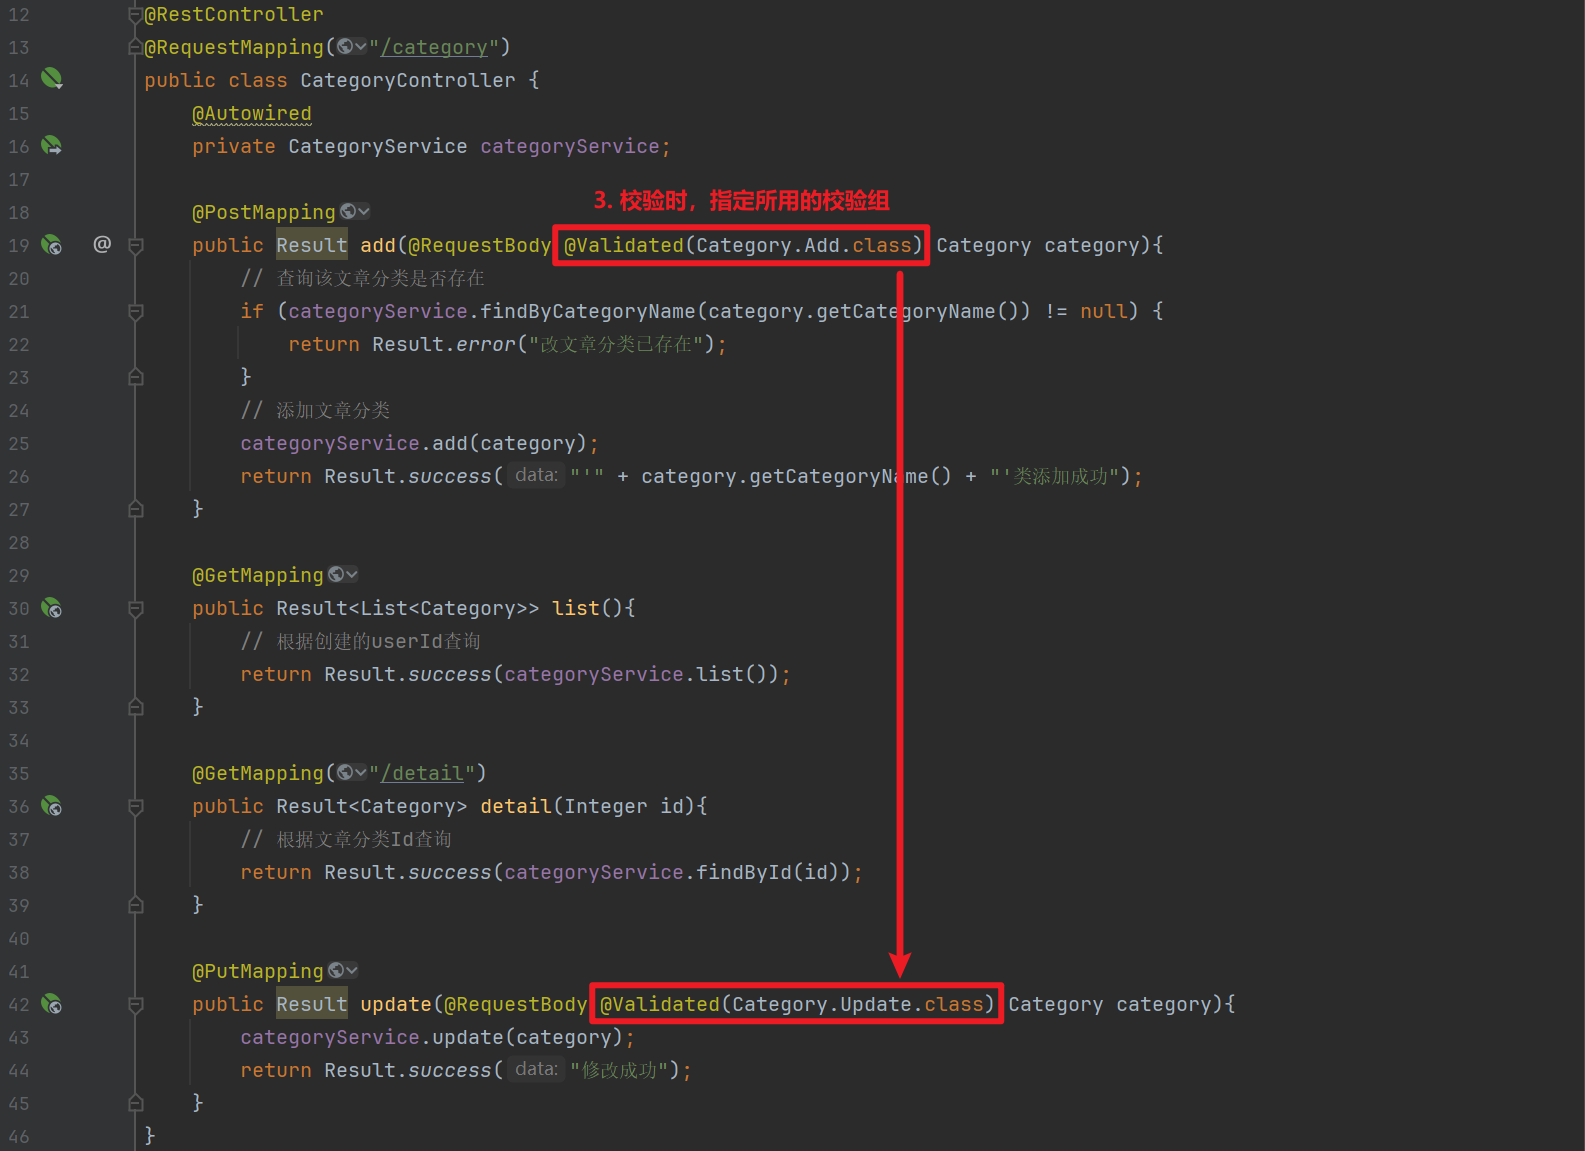 12 @RestController
13 @RequestMapping("/category")
14 public class CategoryController {
15 @Autowired
16 private CategoryService categoryService;
17
3. 校验时，指定所用的校验组
18 @PostMapping
19 @ public Result add(@RequestBody @Validated(Category.Add.class) Category category){
20 // 查询该文章分类是否存在
21 if (categoryService.findByCategoryName(category.getCategoryName()) != null) {
22 return Result.error("改文章分类已存在");
23 }
24 // 添加文章分类
25 categoryService.add(category);
26 return Result.success( data: "'" + category.getCategoryName() + "'类添加成功");
27 }
28
29 @GetMapping
30 public Result<List<Category>> list(){
31 // 根据创建的userId查询
32 return Result.success(categoryService.list());
33 }
34
35 @GetMapping("/detail")
36 public Result<Category> detail(Integer id){
37 // 根据文章分类Id查询
38 return Result.success(categoryService.findById(id));
39 }
40
41 @PutMapping
42 public Result update(@RequestBody @Validated(Category.Update.class) Category category){
43 categoryService.update(category);
44 return Result.success( data: "修改成功");
45 }
46 }